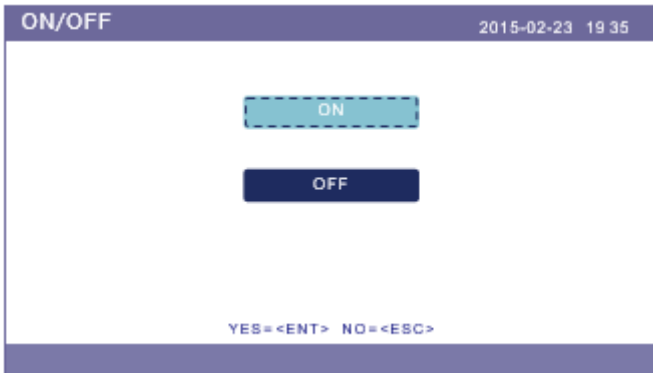 ON/OFF
2015-02-23 19 35
ON
OFF
YES=<ENT> NO=<ESC>